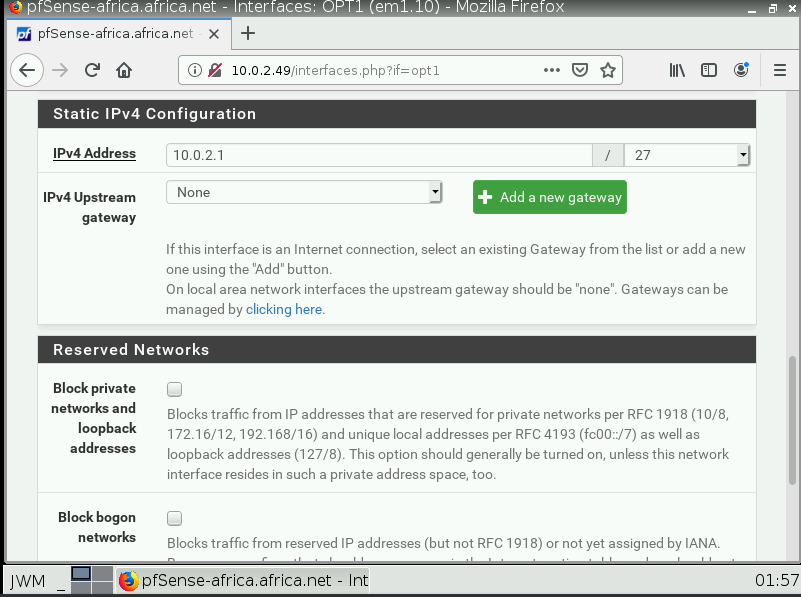 pfSense-africa.africa.net - Interfaces: OPT1 (em1.10) - Mozilla Firefox
pfSense-africa.africa.net -
10.0.2.49/interfaces.php?if=opt1
Static IPv4 Configuration
IPv4 Address
10.0.2.1
/
27
IPv4 Upstream
gateway
None
Add a new gateway
If this interface is an Internet connection, select an existing Gateway from the list or add a new
one using the "Add" button.
On local area network interfaces the upstream gateway should be "none". Gateways can be
managed by clicking here.
Reserved Networks
Block private
networks and
loopback
addresses
Blocks traffic from IP addresses that are reserved for private networks per RFC 1918 (10/8,
172.16/12, 192.168/16) and unique local addresses per RFC 4193 (fc00::/7) as well as
loopback addresses (127/8). This option should generally be turned on, unless this network
interface resides in such a private address space, too.
Block bogon
networks
Blocks traffic from reserved IP addresses (but not RFC 1918) or not yet assigned by IANA.
JWM
_
pfSense-africa.africa.net - Int
01:57